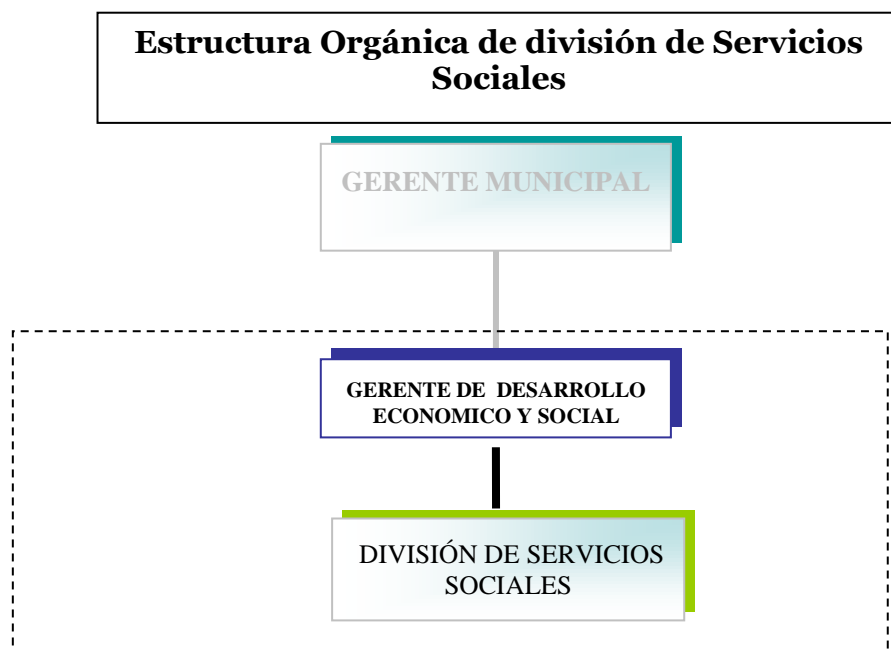 Estructura Orgánica de división de Servicios
Sociales
GERENTE MUNICIPAL
GERENTE DE  DESARROLLO
ECONOMICO Y SOCIAL
DIVISIÓN DE SERVICIOS
SOCIALES